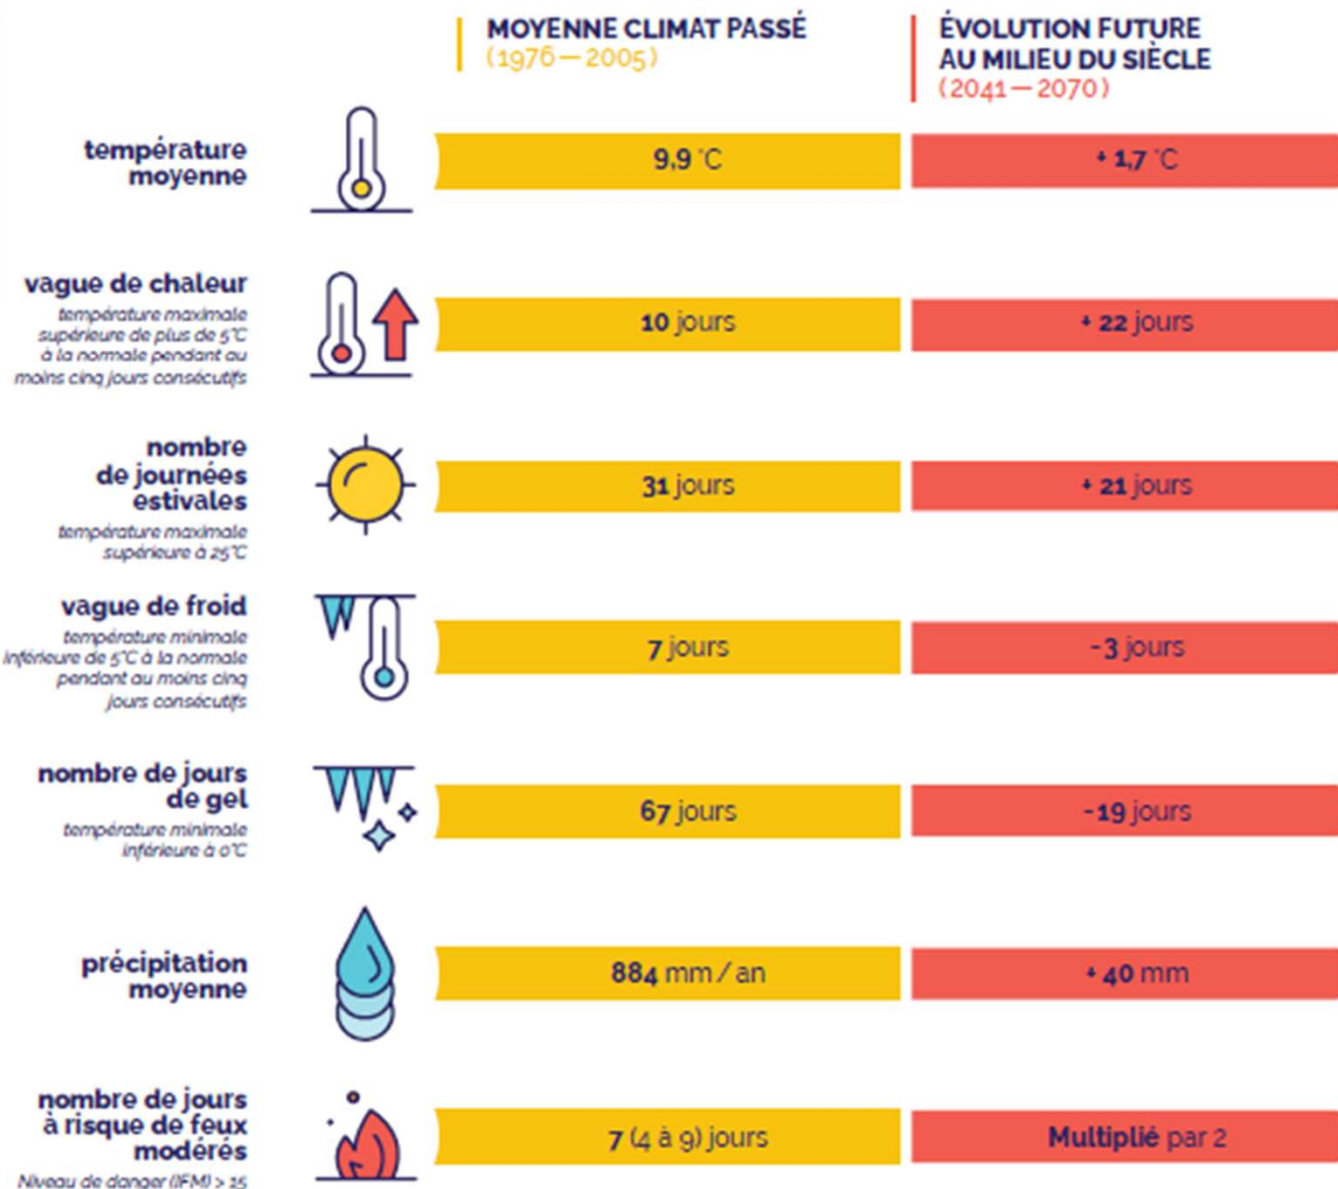 MOYENNE CLIMAT PASSÉ
(1976 — 2005)
ÉVOLUTION FUTURE
AU MILIEU DU SIÈCLE
(2041 — 2070)
température
moyenne
9,9 °C
+ 1,7 °C
vague de chaleur
température maximale
supérieure de plus de 5°C
à la normale pendant au
moins cinq jours consécutifs
10 jours
+ 22 jours
nombre
de journées
estivales
température maximale
supérieure à 25°C
31 jours
+ 21 jours
vague de froid
température minimale
inférieure de 5°C à la normale
pendant au moins cinq
jours consécutifs
7 jours
-3 jours
nombre de jours
de gel
température minimale
inférieure à 0°C
67 jours
-19 jours
précipitation
moyenne
884 mm / an
+ 40 mm
nombre de jours
à risque de feux
modérés
Niveau de danger (IFM) > 15
7 (4 à 9) jours
Multiplié par 2